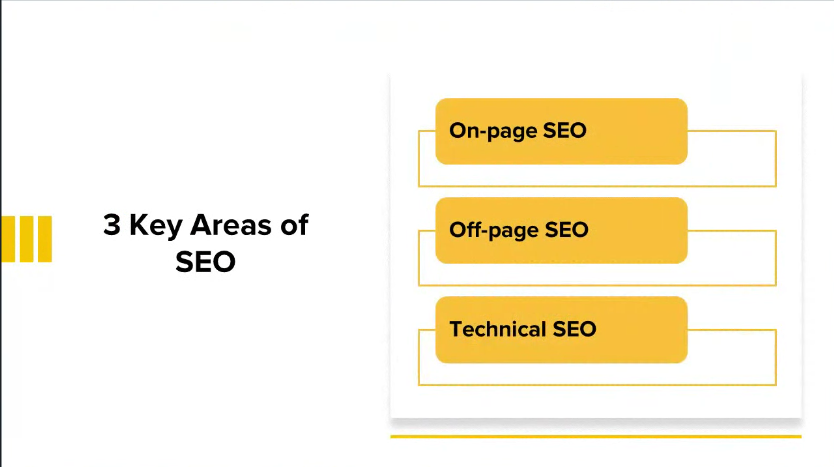 3 Key Areas of
SEO
On-page SEO
Off-page SEO
Technical SEO